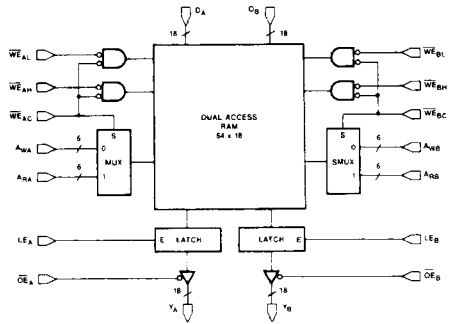 D_A D_B
18 18
W̅E̅_AL W̅E̅_BL
W̅E̅_AH W̅E̅_BH
DUAL ACCESS
RAM
64 x 18
W̅E̅_AC W̅E̅_BC
S S
A_WA 6 0 0 6 A_WB
MUX SMUX
A_RA 6 1 1 6 A_RB
LE_A E LATCH LATCH E LE_B
O̅E̅_A O̅E̅_B
18 18
Y_A Y_B